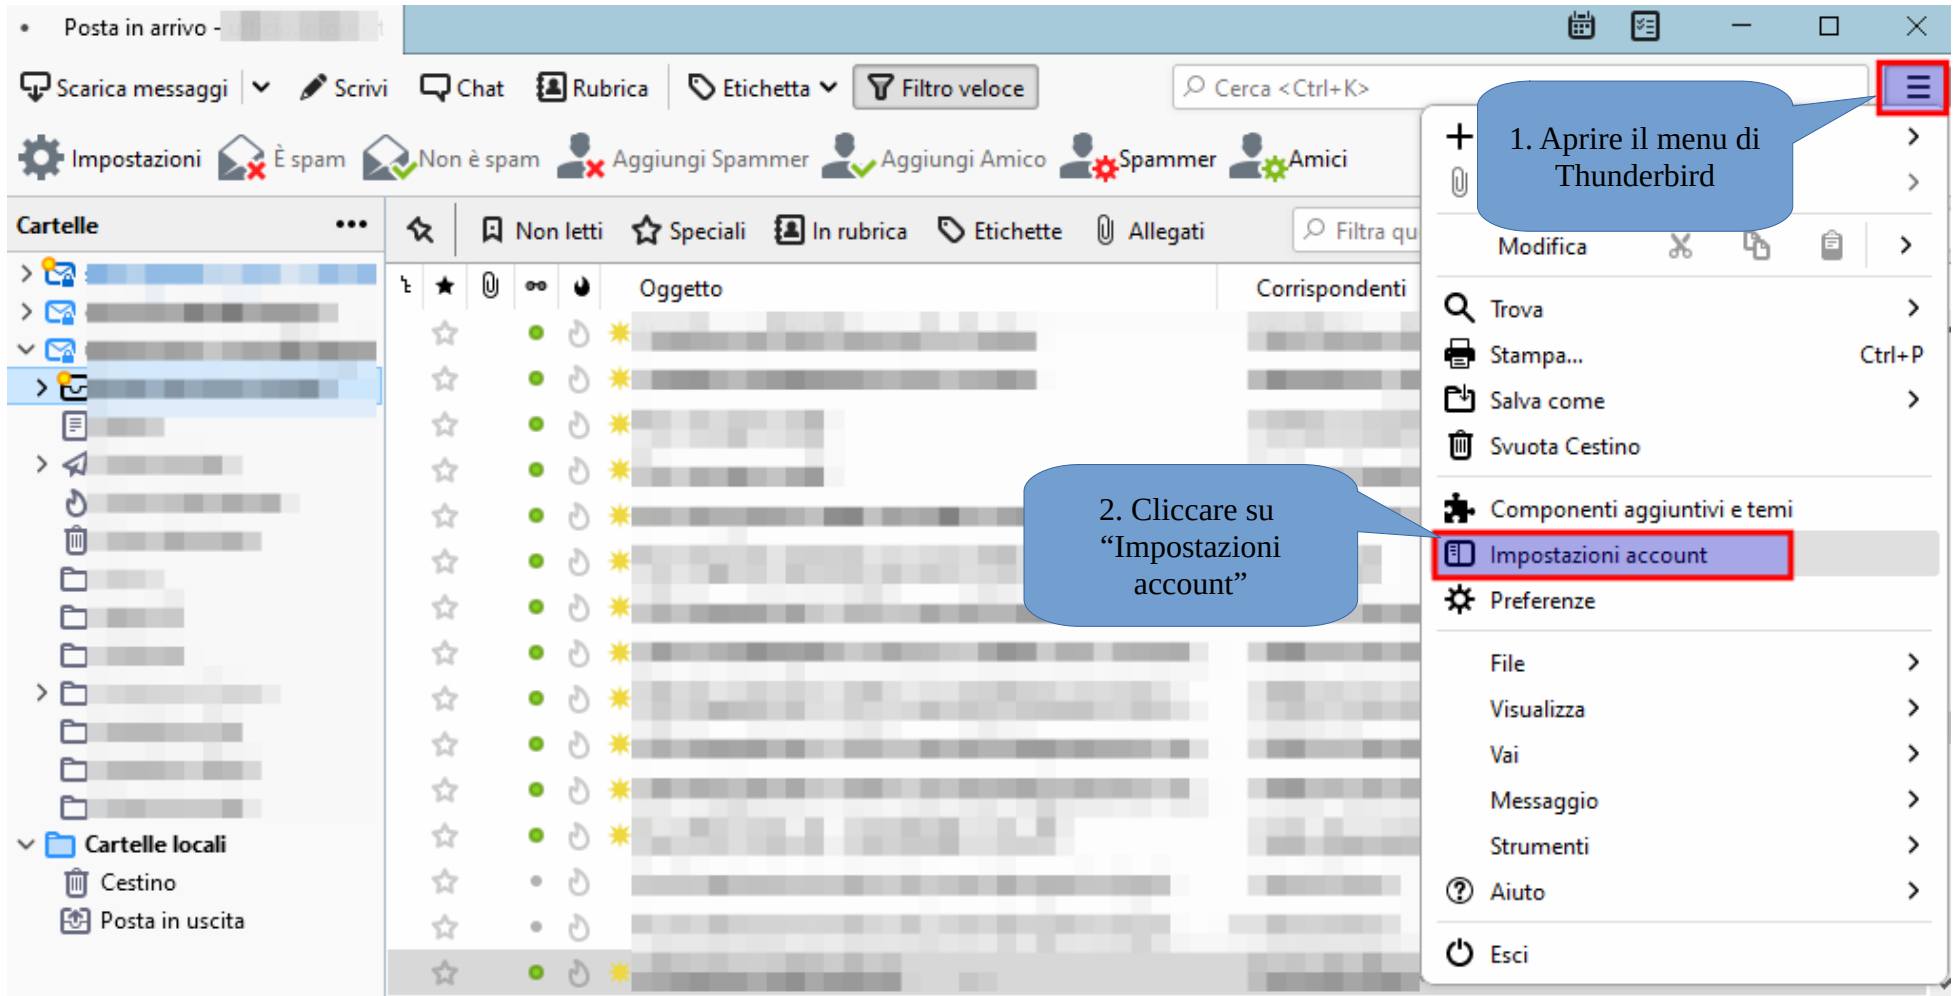 Posta in arrivo -
Scarica messaggi
Scrivi
Chat
Rubrica
Etichetta
Filtro veloce
Cerca <Ctrl+K>
Impostazioni
È spam
Non è spam
Aggiungi Spammer
Aggiungi Amico
Spammer
Amici
1. Aprire il menu di
Thunderbird
Cartelle
Non letti
Speciali
In rubrica
Etichette
Allegati
Filtra qu
Modifica
Oggetto
Corrispondenti
Trova
Stampa...
Ctrl+P
Salva come
Svuota Cestino
2. Cliccare su
“Impostazioni
account”
Componenti aggiuntivi e temi
Impostazioni account
Preferenze
File
Visualizza
Vai
Messaggio
Strumenti
Aiuto
Esci
Cartelle locali
Cestino
Posta in uscita